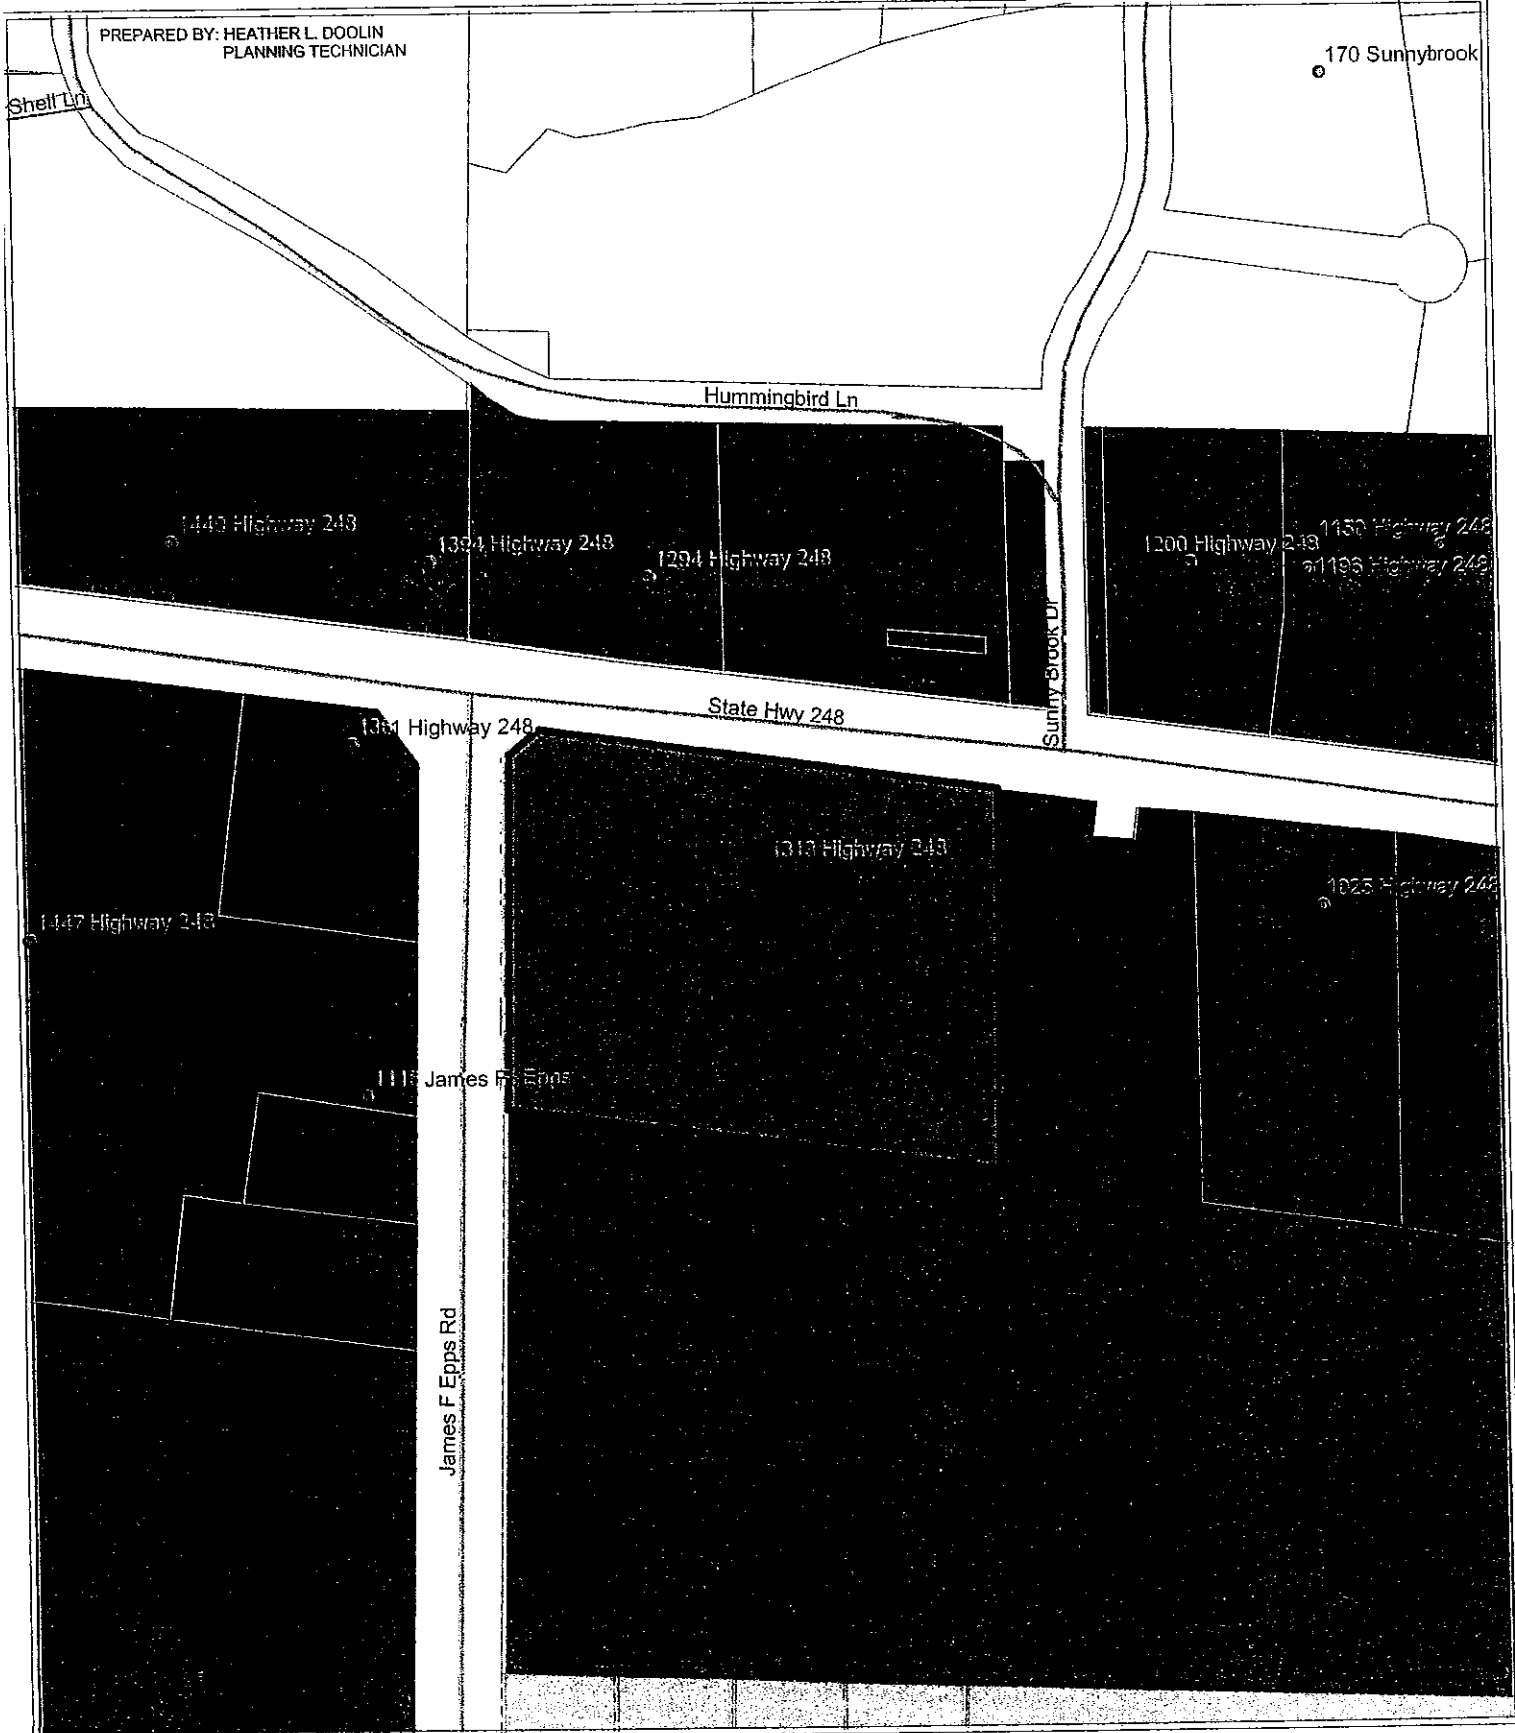 PREPARED BY: HEATHER L. DOOLIN
PLANNING TECHNICIAN
170 Sunnybrook
Shell Ln
Hummingbird Ln
1440 Highway 248
1394 Highway 248
1294 Highway 248
1200 Highway 248
1150 Highway 248
1196 Highway 248
Sunny Brook Dr
State Hwy 248
Highway 248
1313 Highway 248
1025 Highway 248
1447 Highway 248
James F Epps
James F Epps Rd